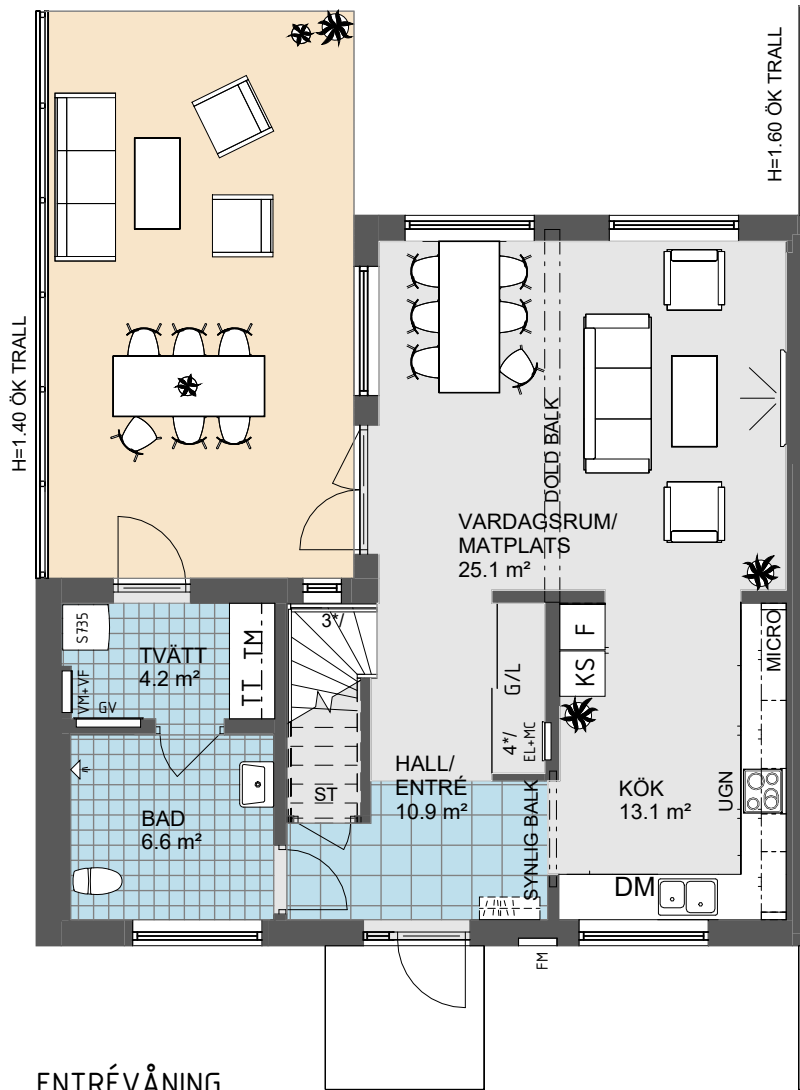 H=1.60 ÖK TRALL
H=1.40 ÖK TRALL
DOLD BALK
VARDAGSRUM/
MATPLATS
25.1 m²
S735
TVÄTT
4.2 m²
TM
TT
VM+VF
GV
3*/
G/L
4*/
EL+MC
F
KS
MICRO
HALL/
ENTRÉ
10.9 m²
ST
BAD
6.6 m²
SYNLIG BALK
KÖK
13.1 m²
UGN
DM
FM
ENTRÉVÅNING